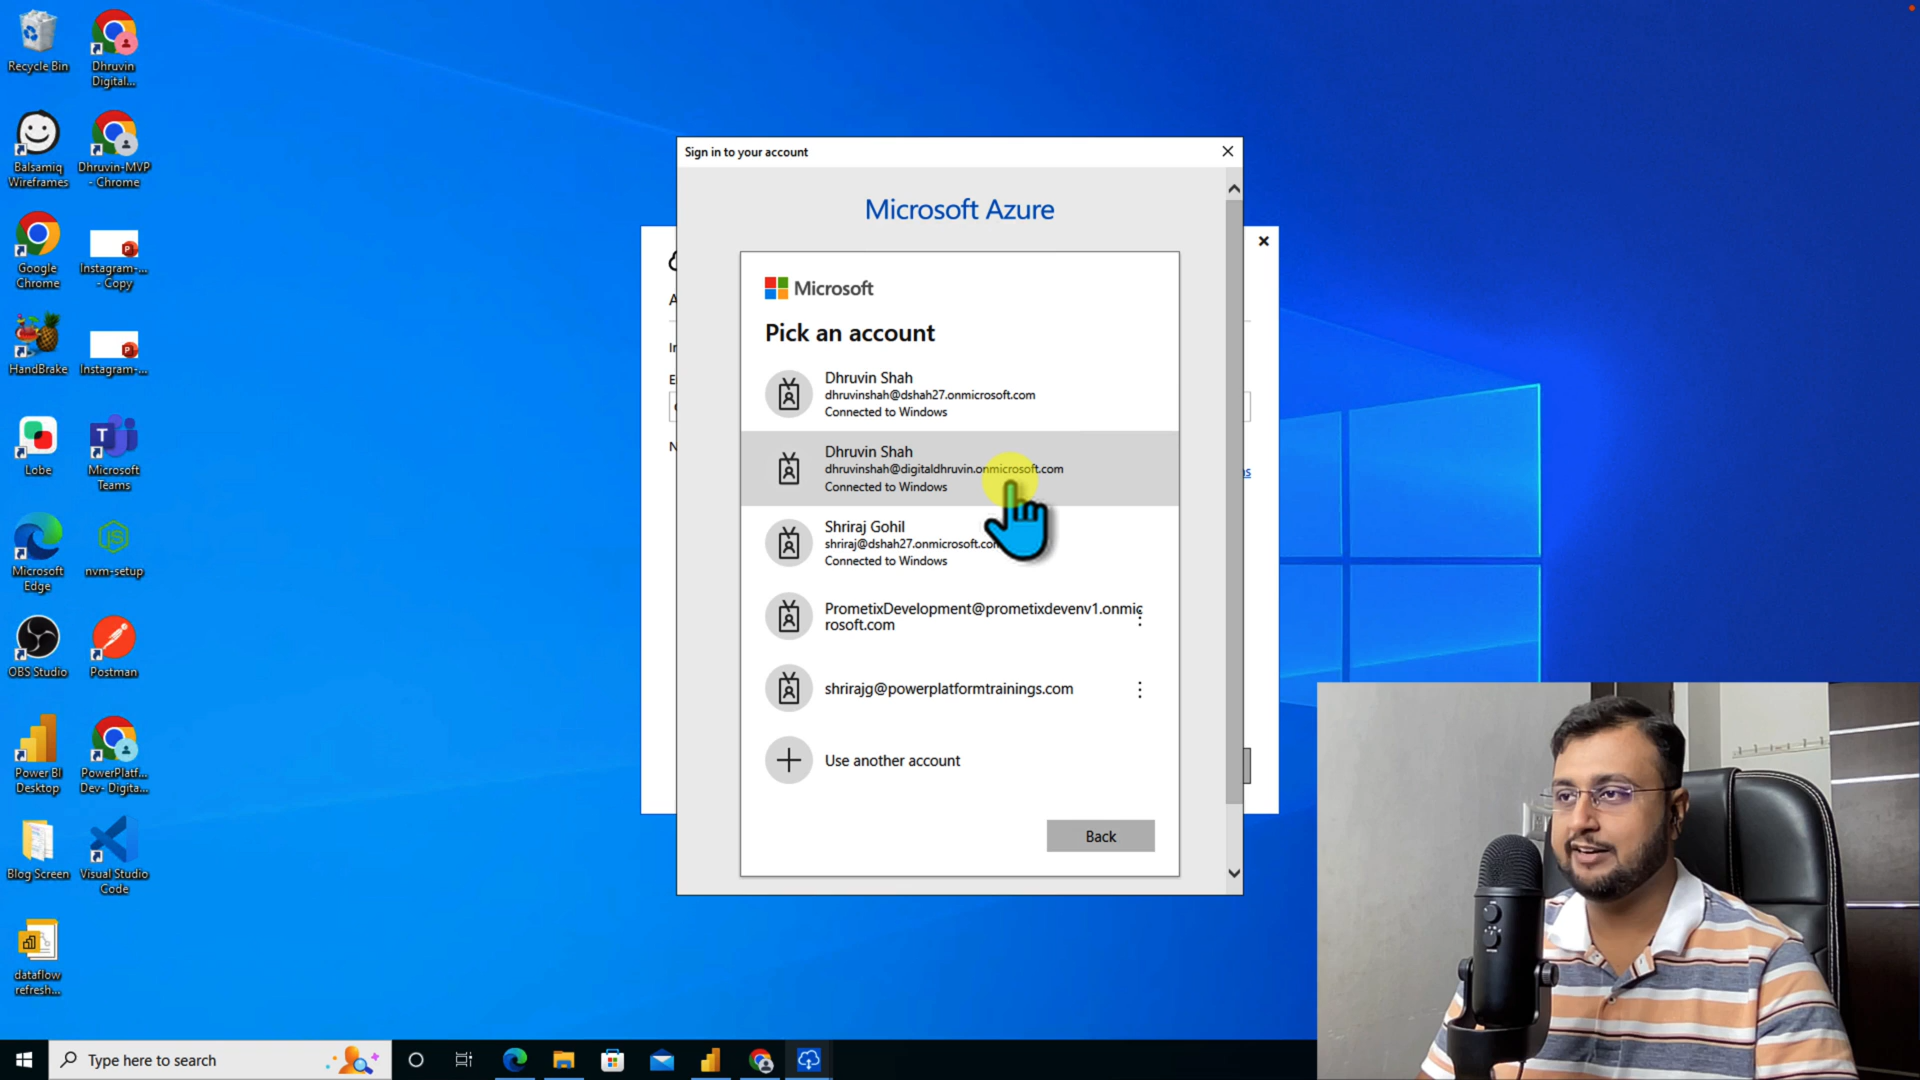 Recycle Bin
Dhruvin
Digital...
Balsamiq
Wireframes
Dhruvin-MVP
- Chrome
Google
Chrome
Instagram-...
- Copy
HandBrake
Instagram-...
Lobe
Microsoft
Teams
Microsoft
Edge
nvm-setup
OBS Studio
Postman
Power BI
Desktop
PowerPlatf...
Dev- Digita...
Blog Screen
Visual Studio
Code
dataflow
refresh...
Sign in to your account
Microsoft Azure
Microsoft
Pick an account
Dhruvin Shah
dhruvinshah@dshah27.onmicrosoft.com
Connected to Windows
Dhruvin Shah
dhruvinshah@digitaldhruvin.onmicrosoft.com
Connected to Windows
Shriraj Gohil
shriraj@dshah27.onmicrosoft.com
Connected to Windows
PrometixDevelopment@prometixdevenv1.onmic
rosoft.com
shrirajg@powerplatformtrainings.com
Use another account
Back
Type here to search